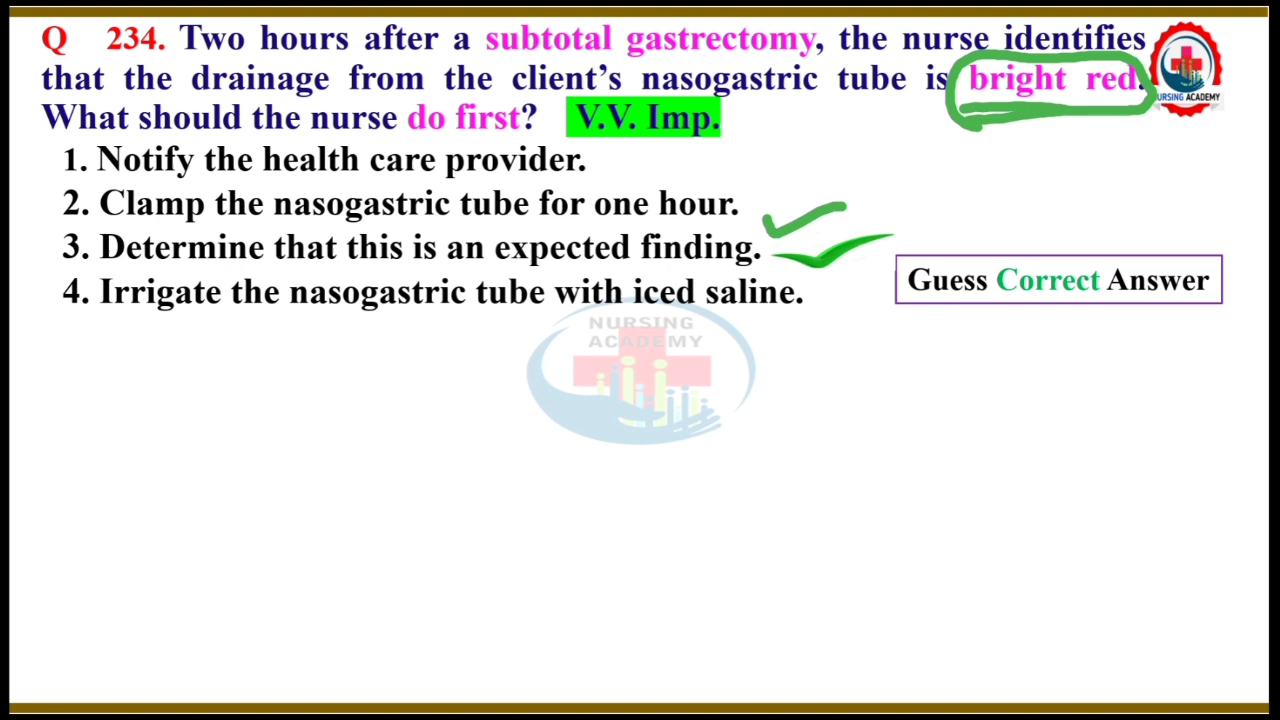 Q 234. Two hours after a subtotal gastrectomy, the nurse identifies
that the drainage from the client's nasogastric tube is bright red.
What should the nurse do first? V.V. Imp.
1. Notify the health care provider.
2. Clamp the nasogastric tube for one hour.
3. Determine that this is an expected finding.
4. Irrigate the nasogastric tube with iced saline.
Guess Correct Answer
NURSING
ACADEMY
URSING ACADEMY